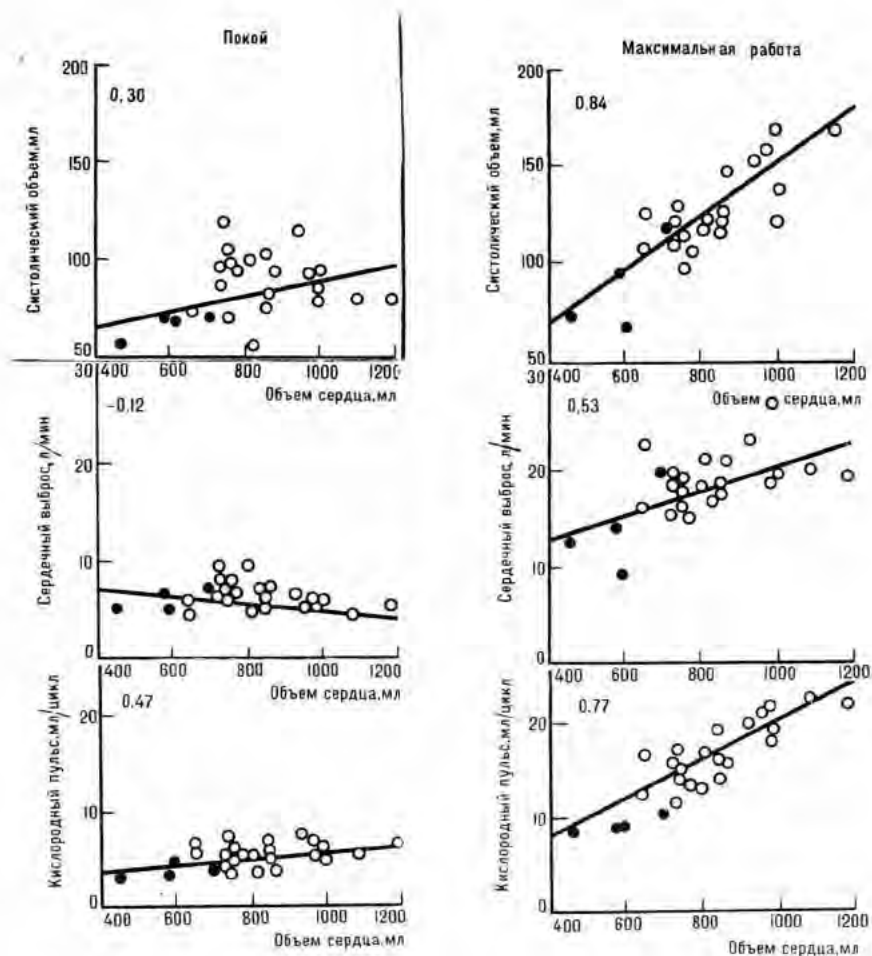 Покой
Систолический объем, мл
200
150
100
50
0,30
400 600 800 1000 1200
Объем сердца, мл
Сердечный выброс, л/мин
30
20
10
0
-0,12
400 600 800 1000 1200
Объем сердца, мл
Кислородный пульс, мл/цикл
20
10
0
0.47
400 600 800 1000 1200
Объем сердца, мл
Максимальная работа
Систолический объем, мл
200
150
100
50
0.84
400 600 800 1000 1200
Объем сердца, мл
Сердечный выброс, л/мин
30
20
10
0
0,53
400 600 800 1000 1200
Объем сердца, мл
Кислородный пульс, мл/цикл
20
10
0
0.77
400 600 800 1000 1200
Объем сердца, мл